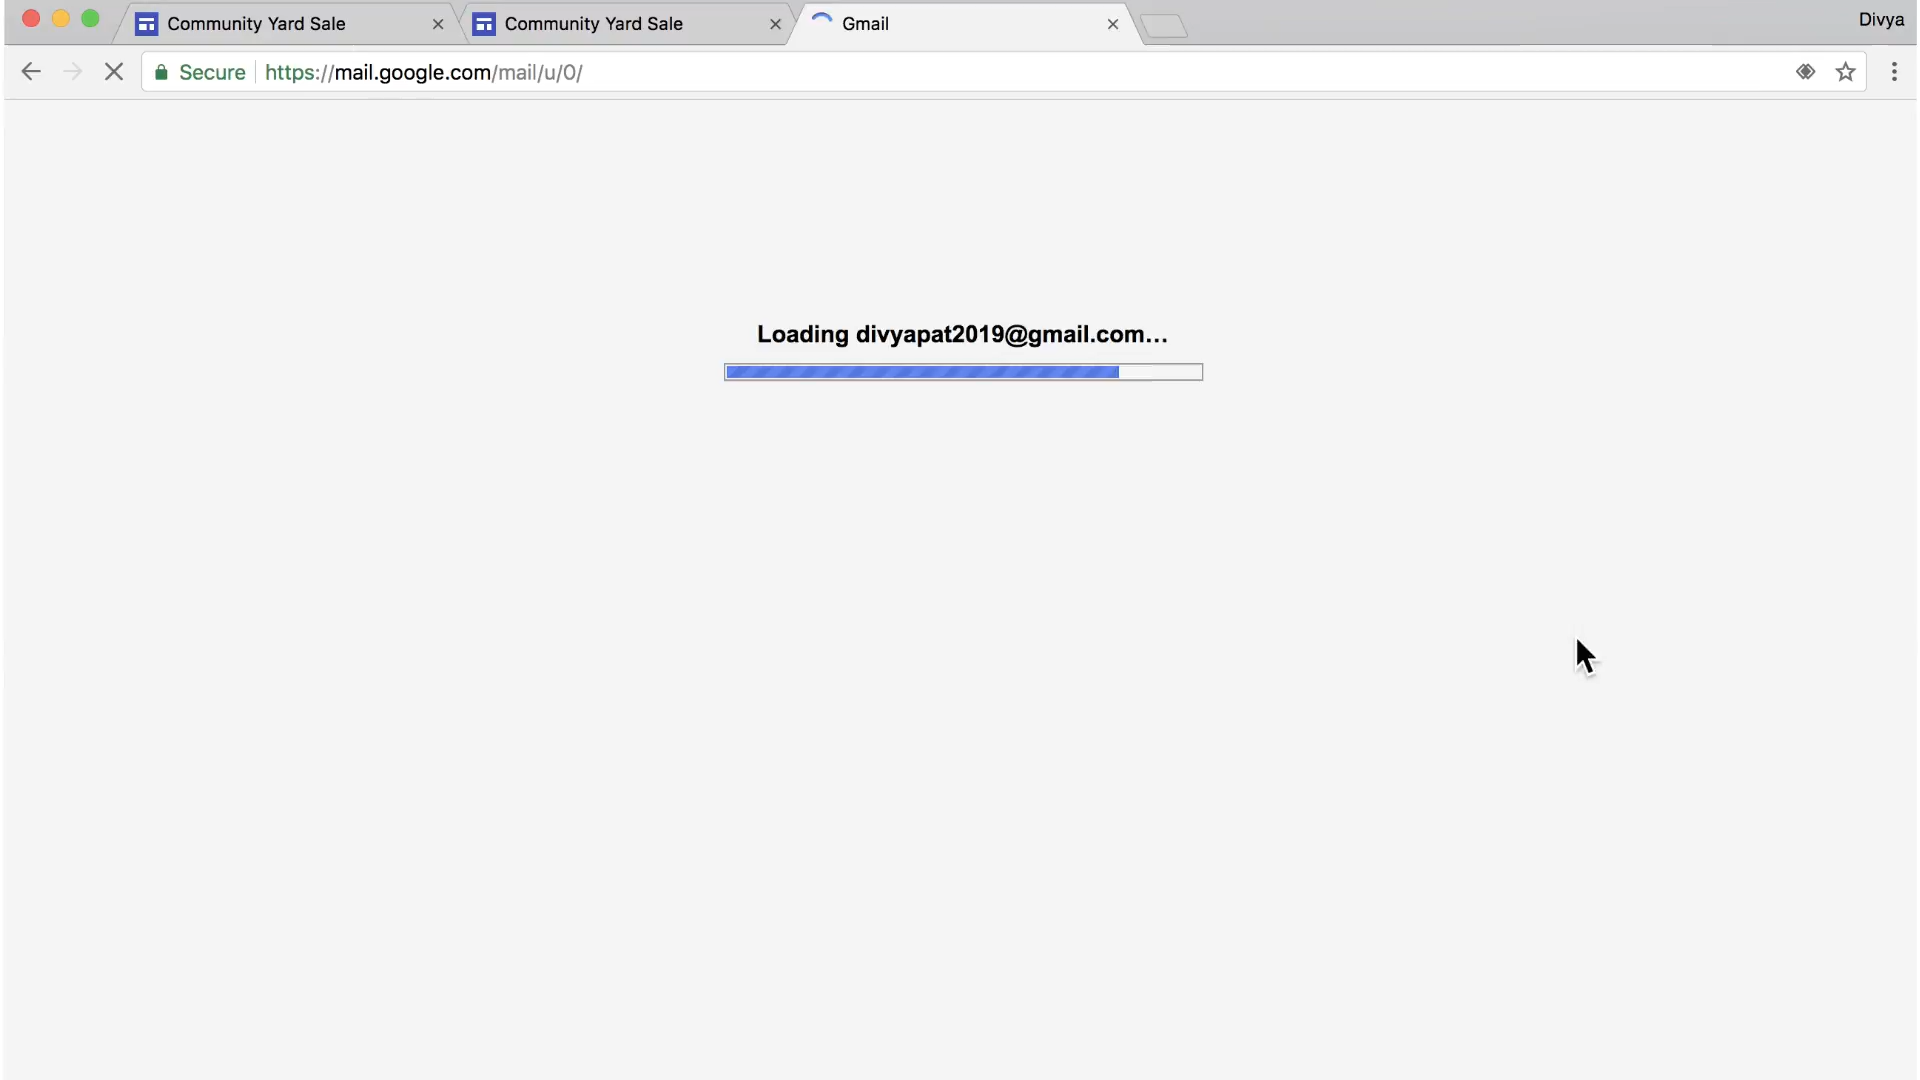 Community Yard Sale
Community Yard Sale
Gmail
Divya
Secure
https://mail.google.com/mail/u/0/
Loading divyapat2019@gmail.com...